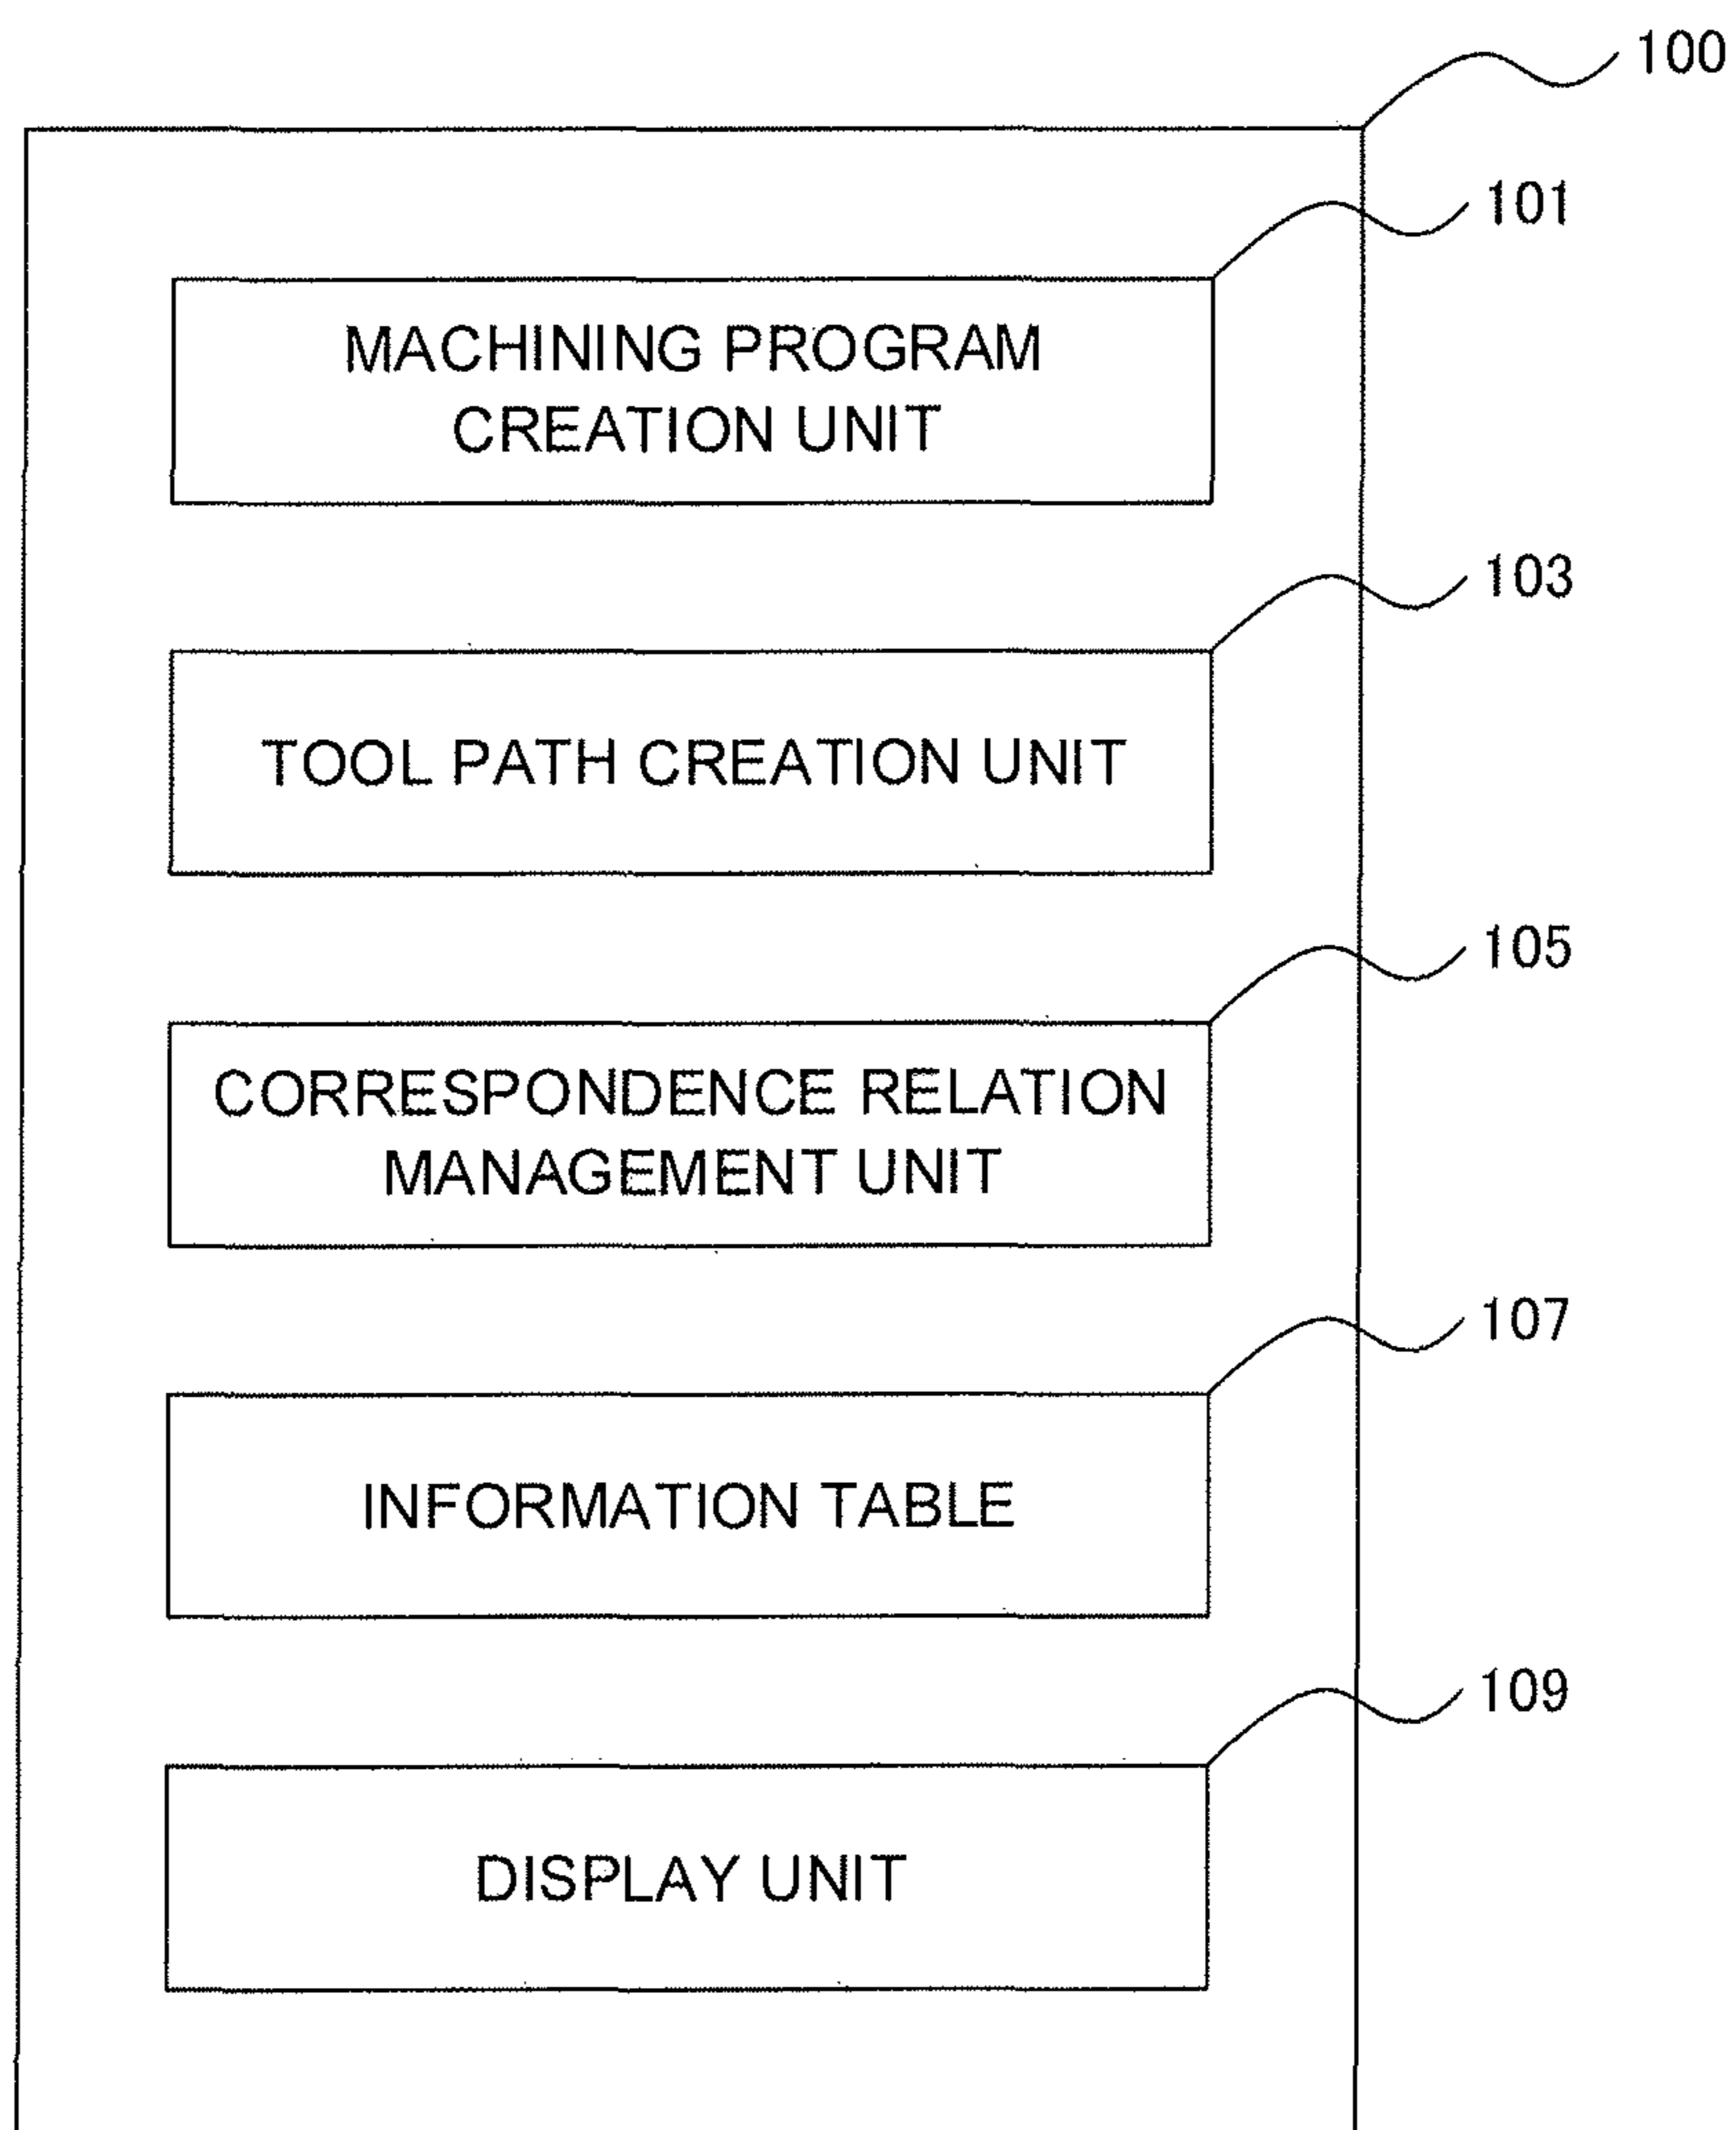 100
101
MACHINING PROGRAM
CREATION UNIT
103
TOOL PATH CREATION UNIT
105
CORRESPONDENCE RELATION
MANAGEMENT UNIT
107
INFORMATION TABLE
109
DISPLAY UNIT